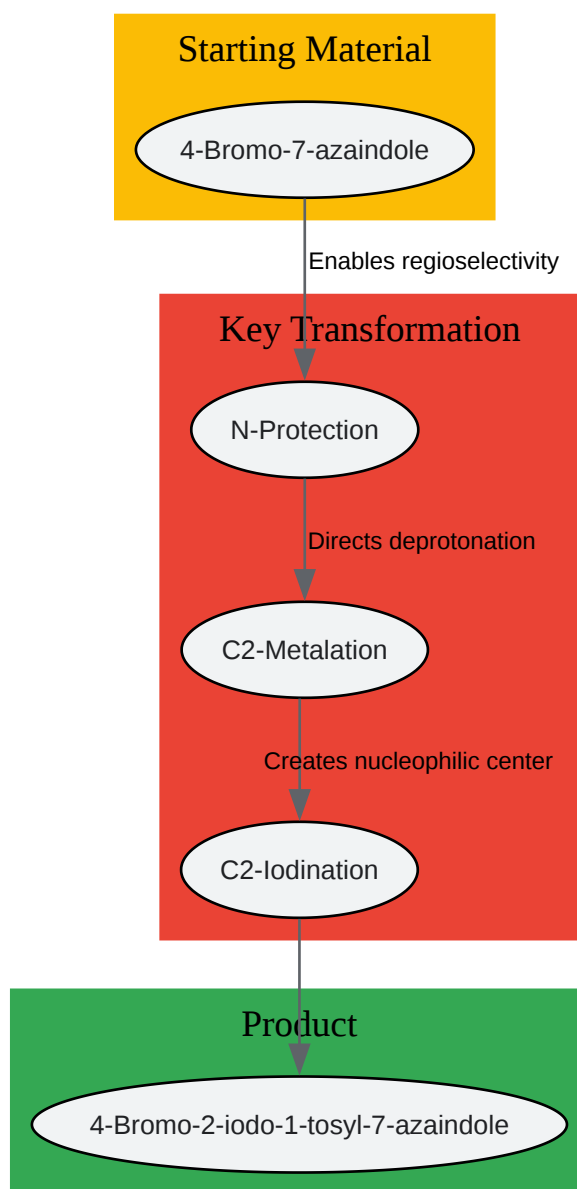 Starting Material
4-Bromo-7-azaindole
Enables regioselectivity
Key Transformation
N-Protection
Directs deprotonation
C2-Metalation
Creates nucleophilic center
C2-Iodination
Product
4-Bromo-2-iodo-1-tosyl-7-azaindole